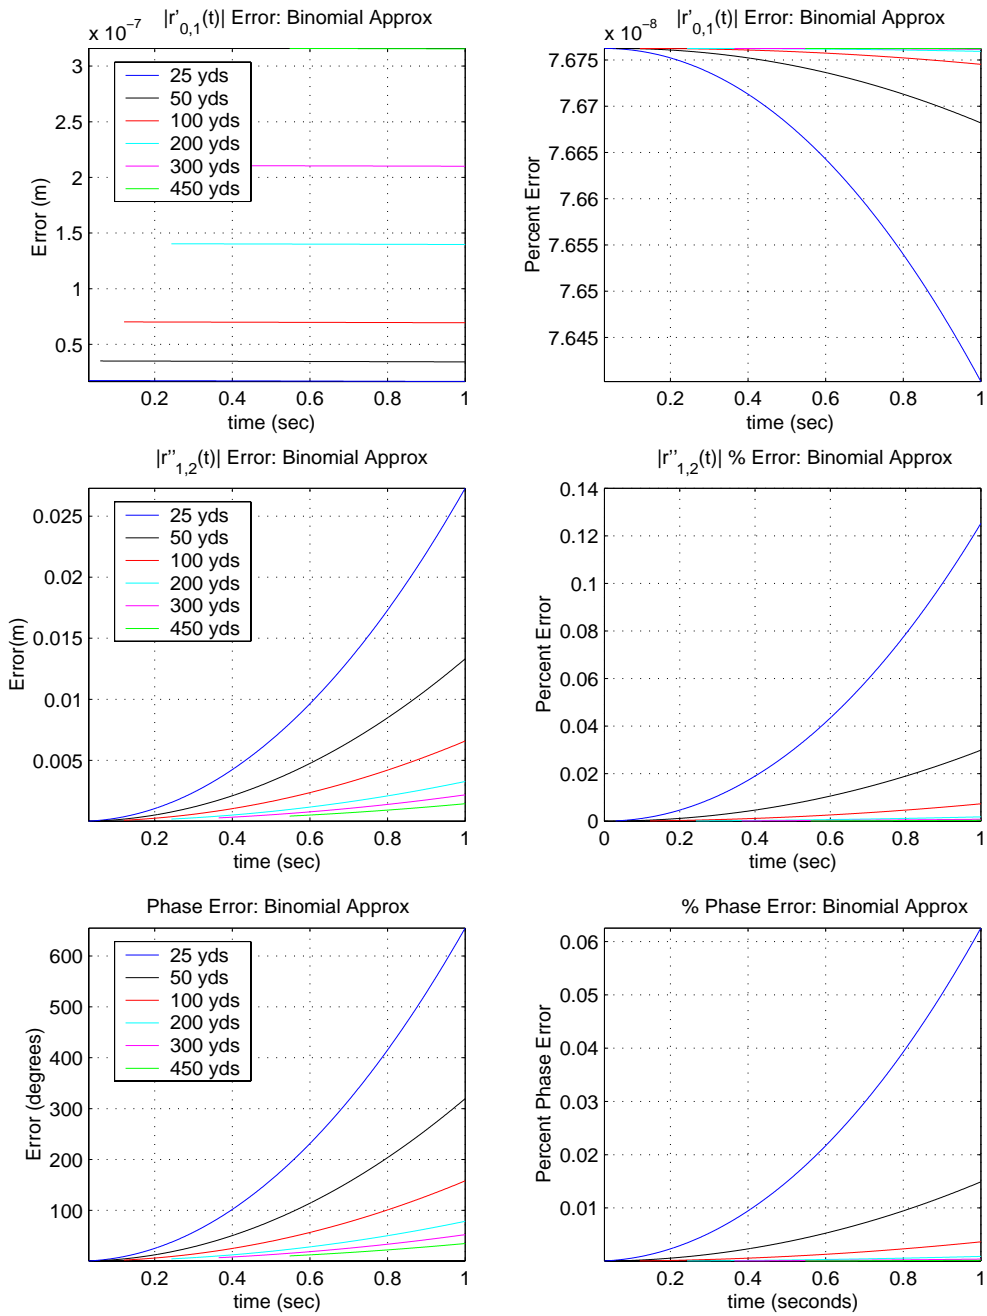 |r'0,1(t)| Error: Binomial Approx
x 10^-7
3
2.5
2
1.5
1
0.5
Error (m)
25 yds
50 yds
100 yds
200 yds
300 yds
450 yds
0.2 0.4 0.6 0.8 1
time (sec)
|r'0,1(t)| Error: Binomial Approx
x 10^-8
7.675
7.67
7.665
7.66
7.655
7.65
7.645
Percent Error
0.2 0.4 0.6 0.8 1
time (sec)
|r''1,2(t)| Error: Binomial Approx
0.025
0.02
0.015
0.01
0.005
Error(m)
25 yds
50 yds
100 yds
200 yds
300 yds
450 yds
0.2 0.4 0.6 0.8 1
time (sec)
|r''1,2(t)| % Error: Binomial Approx
0.14
0.12
0.1
0.08
0.06
0.04
0.02
0
Percent Error
0 0.2 0.4 0.6 0.8 1
time (sec)
Phase Error: Binomial Approx
600
500
400
300
200
100
Error (degrees)
25 yds
50 yds
100 yds
200 yds
300 yds
450 yds
0.2 0.4 0.6 0.8 1
time (sec)
% Phase Error: Binomial Approx
0.06
0.05
0.04
0.03
0.02
0.01
Percent Phase Error
0.2 0.4 0.6 0.8 1
time (seconds)